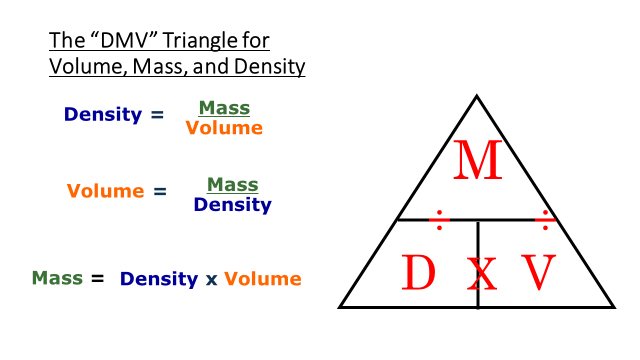 The “DMV” Triangle for
Volume, Mass, and Density
Density = Mass
Volume
Volume = Mass
Density
Mass = Density x Volume
M
÷ ÷
D X V